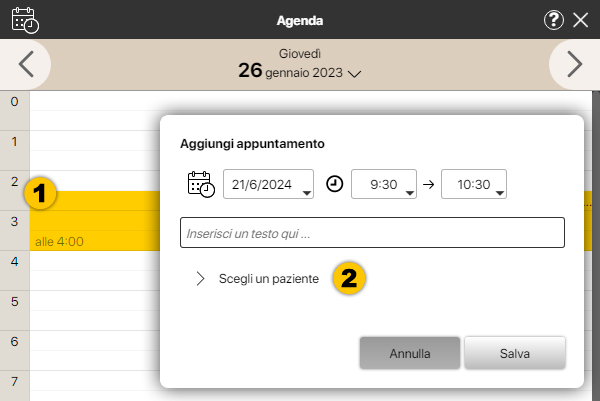 Agenda
?
Giovedì
26 gennaio 2023
0
1
2
3
4
5
6
7
1
alle 4:00
...
Aggiungi appuntamento
21/6/2024 9:30 → 10:30
Inserisci un testo qui ...
Scegli un paziente
2
Annulla Salva